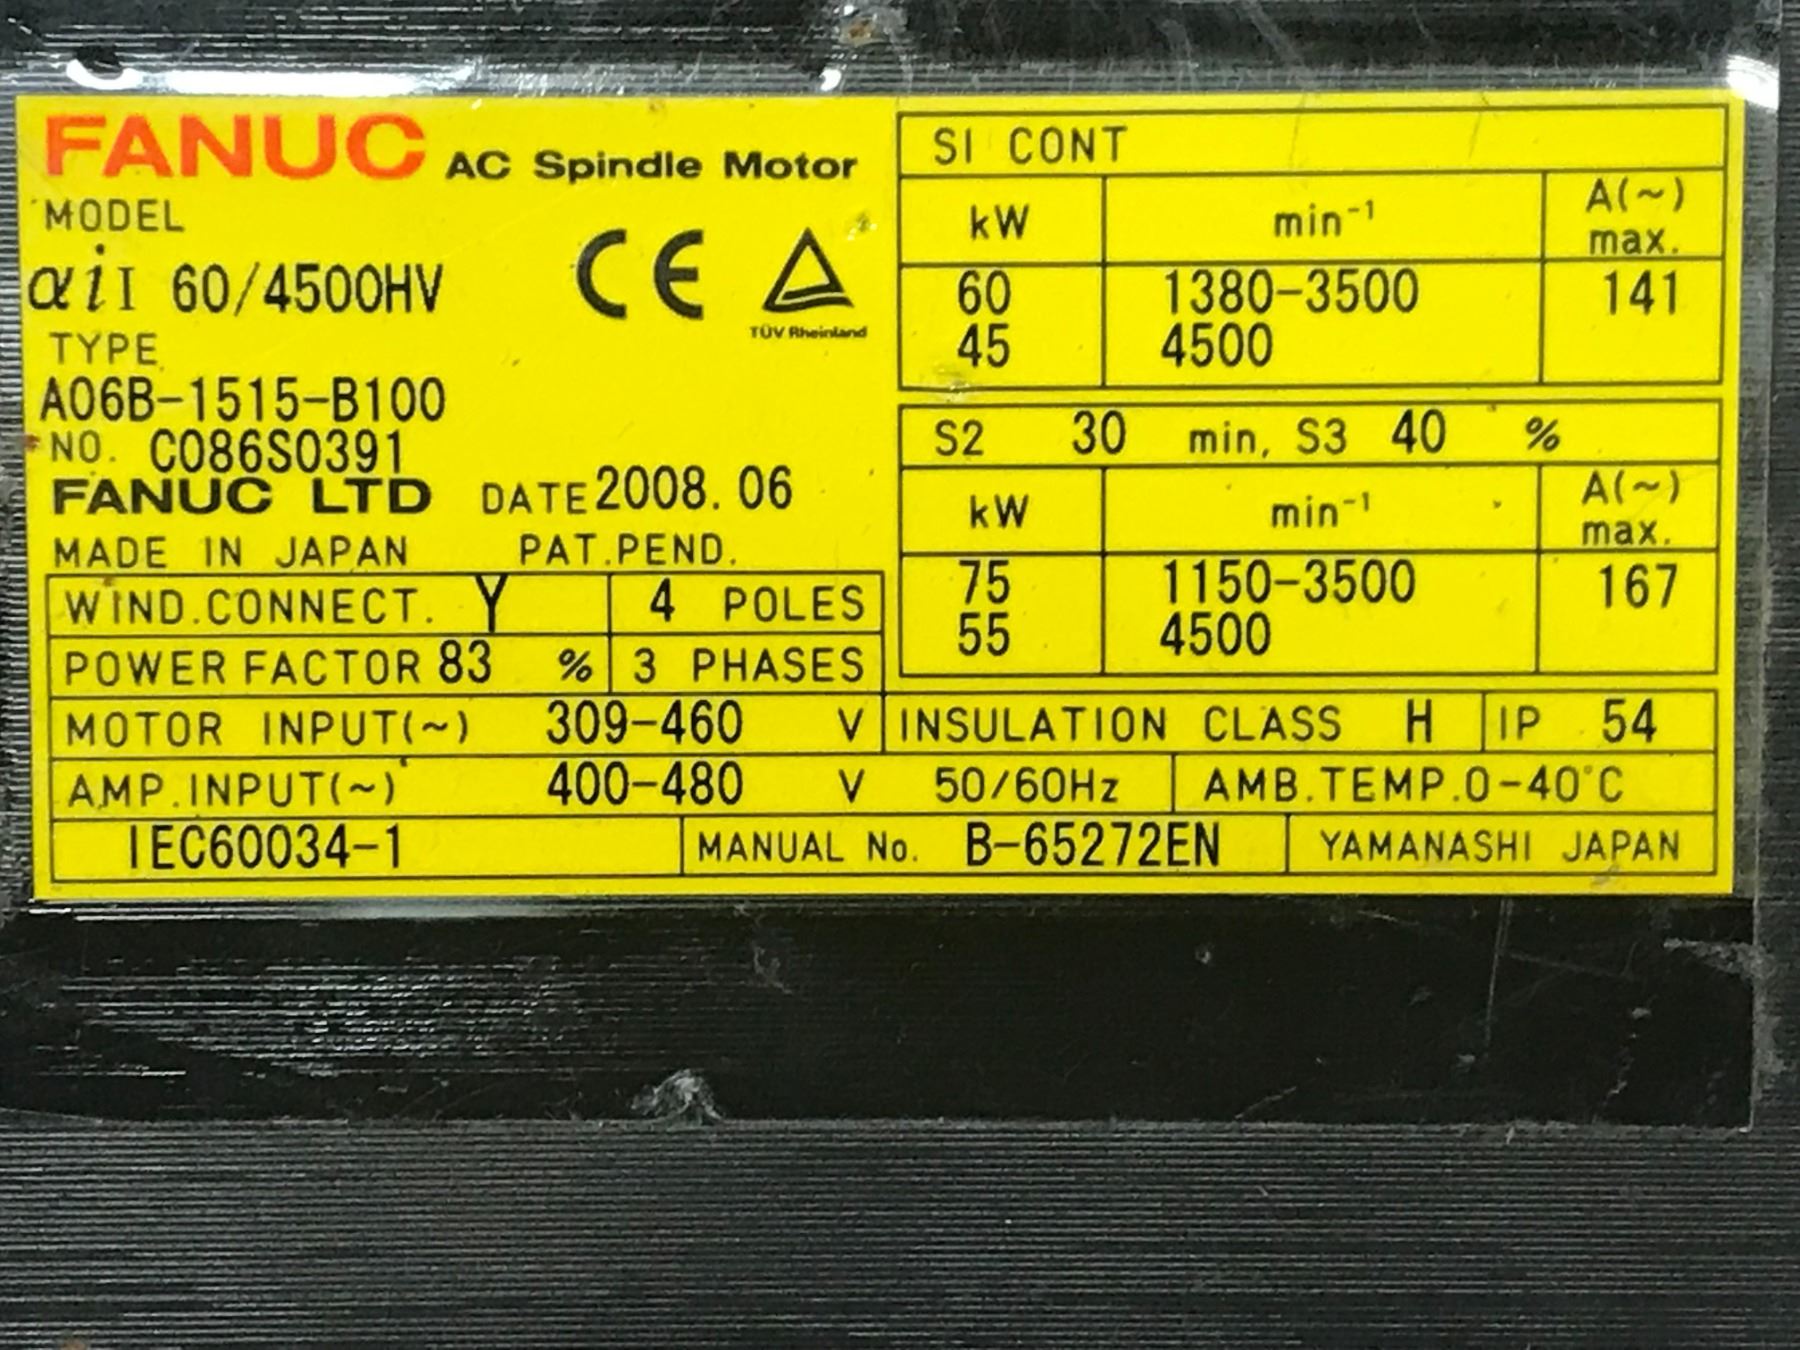 FANUC AC Spindle Motor
MODEL
αiI 60/4500HV
CE
TÜV Rheinland
TYPE
A06B-1515-B100
NO. C086S0391
FANUC LTD DATE 2008.06
MADE IN JAPAN PAT.PEND.
WIND.CONNECT. Y 4 POLES
POWER FACTOR 83 % 3 PHASES
S1 CONT
kW min⁻¹ A(~) max.
60 1380-3500 141
45 4500
S2 30 min, S3 40 %
kW min⁻¹ A(~) max.
75 1150-3500 167
55 4500
MOTOR INPUT(~) 309-460 V INSULATION CLASS H IP 54
AMP.INPUT(~) 400-480 V 50/60Hz AMB.TEMP.0-40°C
IEC60034-1 MANUAL No. B-65272EN YAMANASHI JAPAN